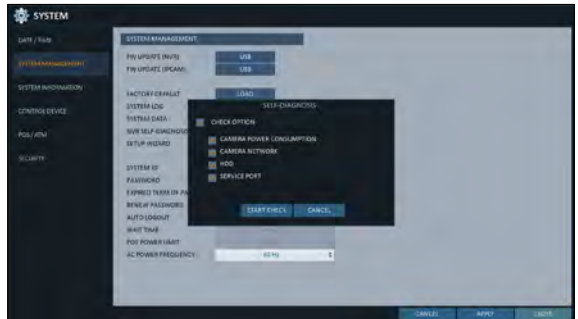 SYSTEM
DATE / TIME
SYSTEM MANAGEMENT
SYSTEM INFORMATION
CONTROL DEVICE
POS / ATM
SECURITY
SYSTEM MANAGEMENT
FW UPDATE (NVR) USB
FW UPDATE (IPCAM) USB
FACTORY DEFAULT LOAD
SYSTEM LOG
SYSTEM DATA
NVR SELF-DIAGNOSIS
SETUP WIZARD
SYSTEM ID
PASSWORD
EXPIRED TERM OF
RENEW PASSWORD
AUTO LOGOUT
WAIT TIME
POE POWER LIMIT
AC POWER FREQUENCY 60 Hz
SELF-DIAGNOSIS
CHECK OPTION
CAMERA POWER CONSUMPTION
CAMERA NETWORK
HDD
SERVICE PORT
START CHECK CANCEL
CANCEL APPLY CLOSE